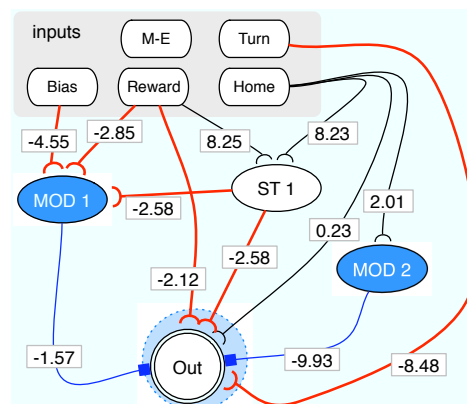 inputs
M-E
Turn
Bias
Reward
Home
-4.55
-2.85
8.25
8.23
MOD 1
-2.58
ST 1
2.01
0.23
-2.58
MOD 2
-2.12
-1.57
Out
-9.93
-8.48